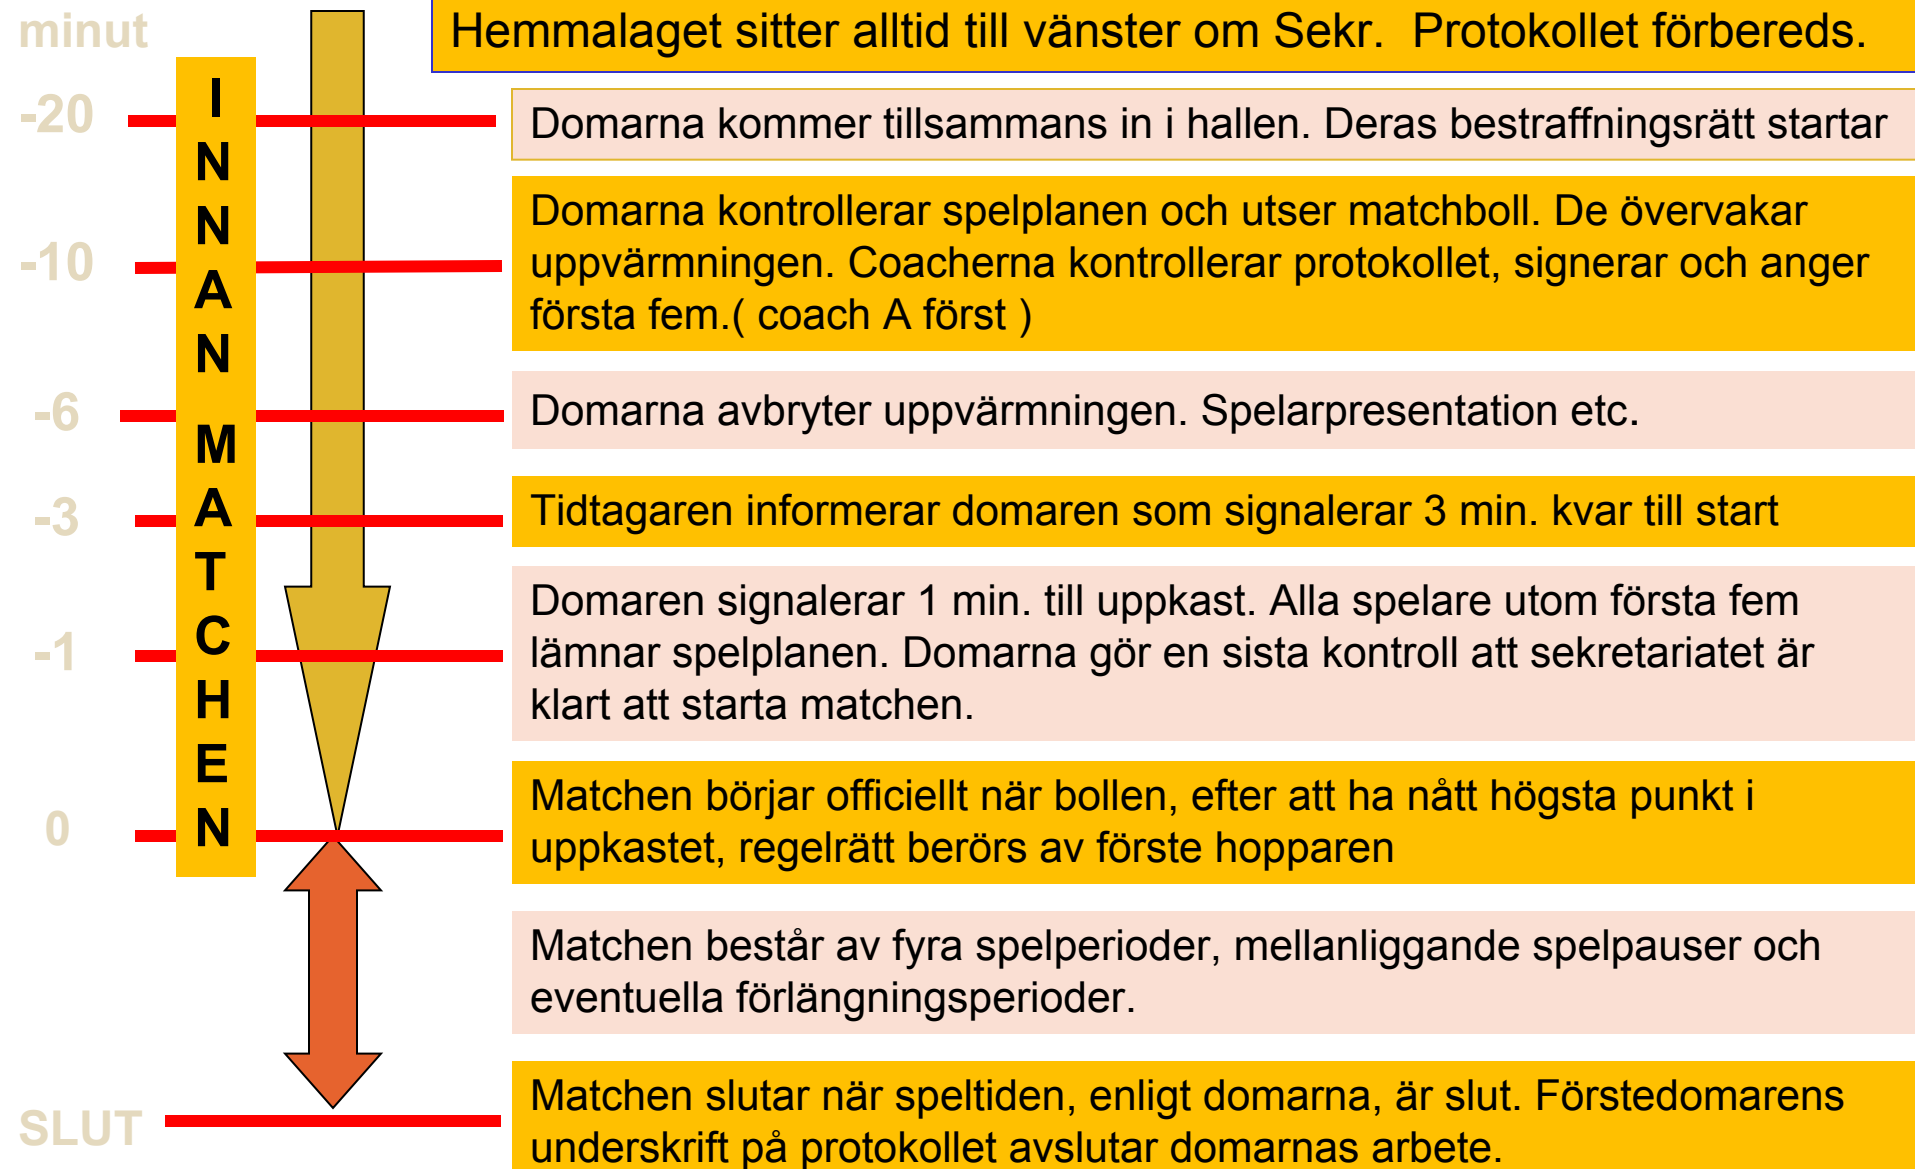 minut
Hemmalaget sitter alltid till vänster om Sekr.  Protokollet förbereds.
INNAN MATCHEN
-20
Domarna kommer tillsammans in i hallen. Deras bestraffningsrätt startar
-10
Domarna kontrollerar spelplanen och utser matchboll. De övervakar
uppvärmningen. Coacherna kontrollerar protokollet, signerar och anger
första fem.( coach A först )
-6
Domarna avbryter uppvärmningen. Spelarpresentation etc.
-3
Tidtagaren informerar domaren som signalerar 3 min. kvar till start
-1
Domaren signalerar 1 min. till uppkast. Alla spelare utom första fem
lämnar spelplanen. Domarna gör en sista kontroll att sekretariatet är
klart att starta matchen.
0
Matchen börjar officiellt när bollen, efter att ha nått högsta punkt i
uppkastet, regelrätt berörs av förste hopparen
Matchen består av fyra spelperioder, mellanliggande spelpauser och
eventuella förlängningsperioder.
SLUT
Matchen slutar när speltiden, enligt domarna, är slut. Förstedomarens
underskrift på protokollet avslutar domarnas arbete.